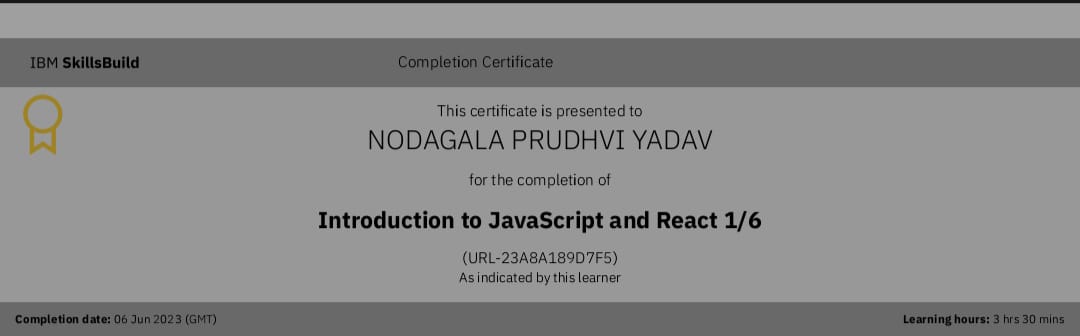 IBM SkillsBuild
Completion Certificate
This certificate is presented to
NODAGALA PRUDHVI YADAV
for the completion of
Introduction to JavaScript and React 1/6
(URL-23A8A189D7F5)
As indicated by this learner
Completion date: 06 Jun 2023 (GMT)
Learning hours: 3 hrs 30 mins